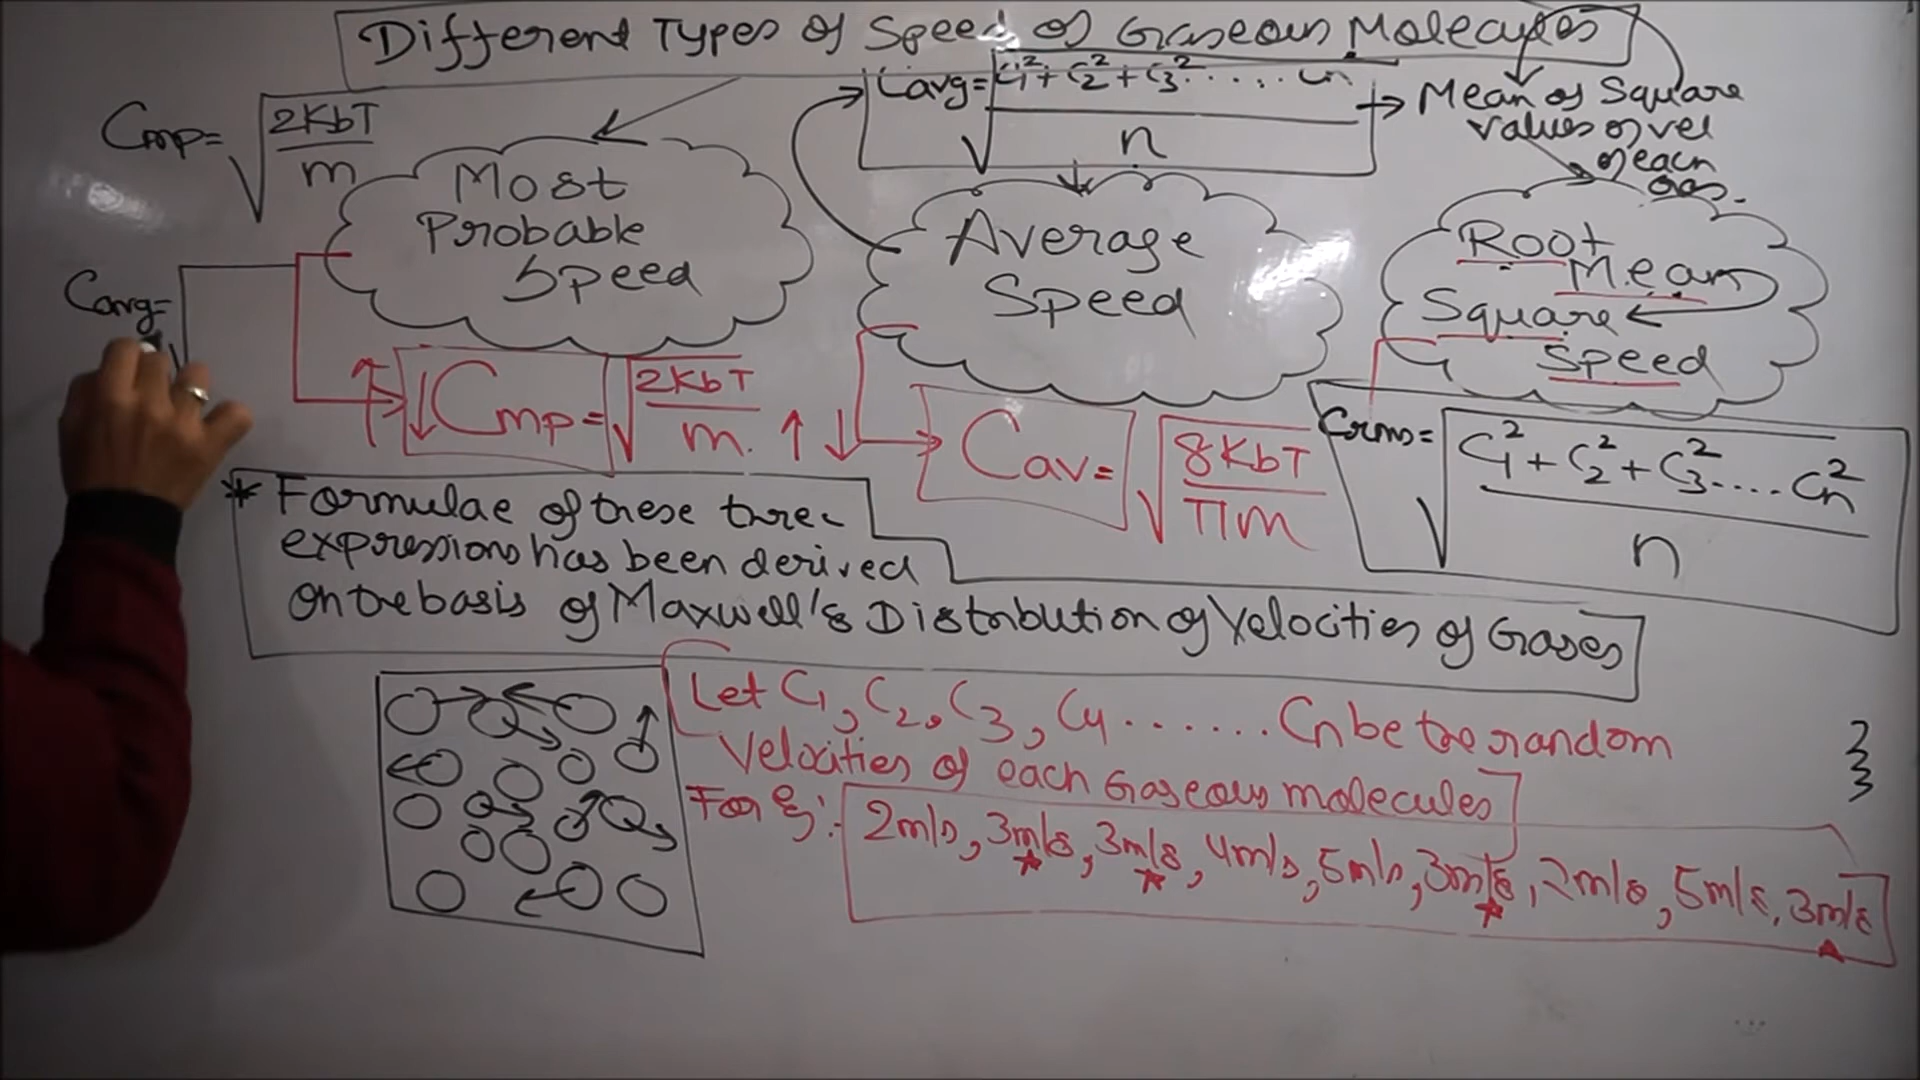 Different Types of Speed of Gaseous Molecules
Cmp = √(2KbT / m)
Cavg = √(C₁² + C₂² + C₃² ..... Cn / n)
Mean of Square
values of vel
of each
gas.
Most
Probable
Speed
Average
Speed
Root
Mean
Square
Speed
Cavg =
Cmp = √(2KbT / m.)
Cav = √(8KbT / πm)
Crms = √(C₁² + C₂² + C₃² .... Cn² / n)
* Formulae of these three
expressions has been derived
on the basis of Maxwell's Distribution of Velocities of Gases
Let C₁, C₂, C₃, C₄ ....... Cn be the random
velocities of each Gaseous molecules
For Eg:- 2m/s, 3m/s, 3m/s, 4m/s, 5m/s, 3m/s, 2m/s, 5m/s, 3m/s